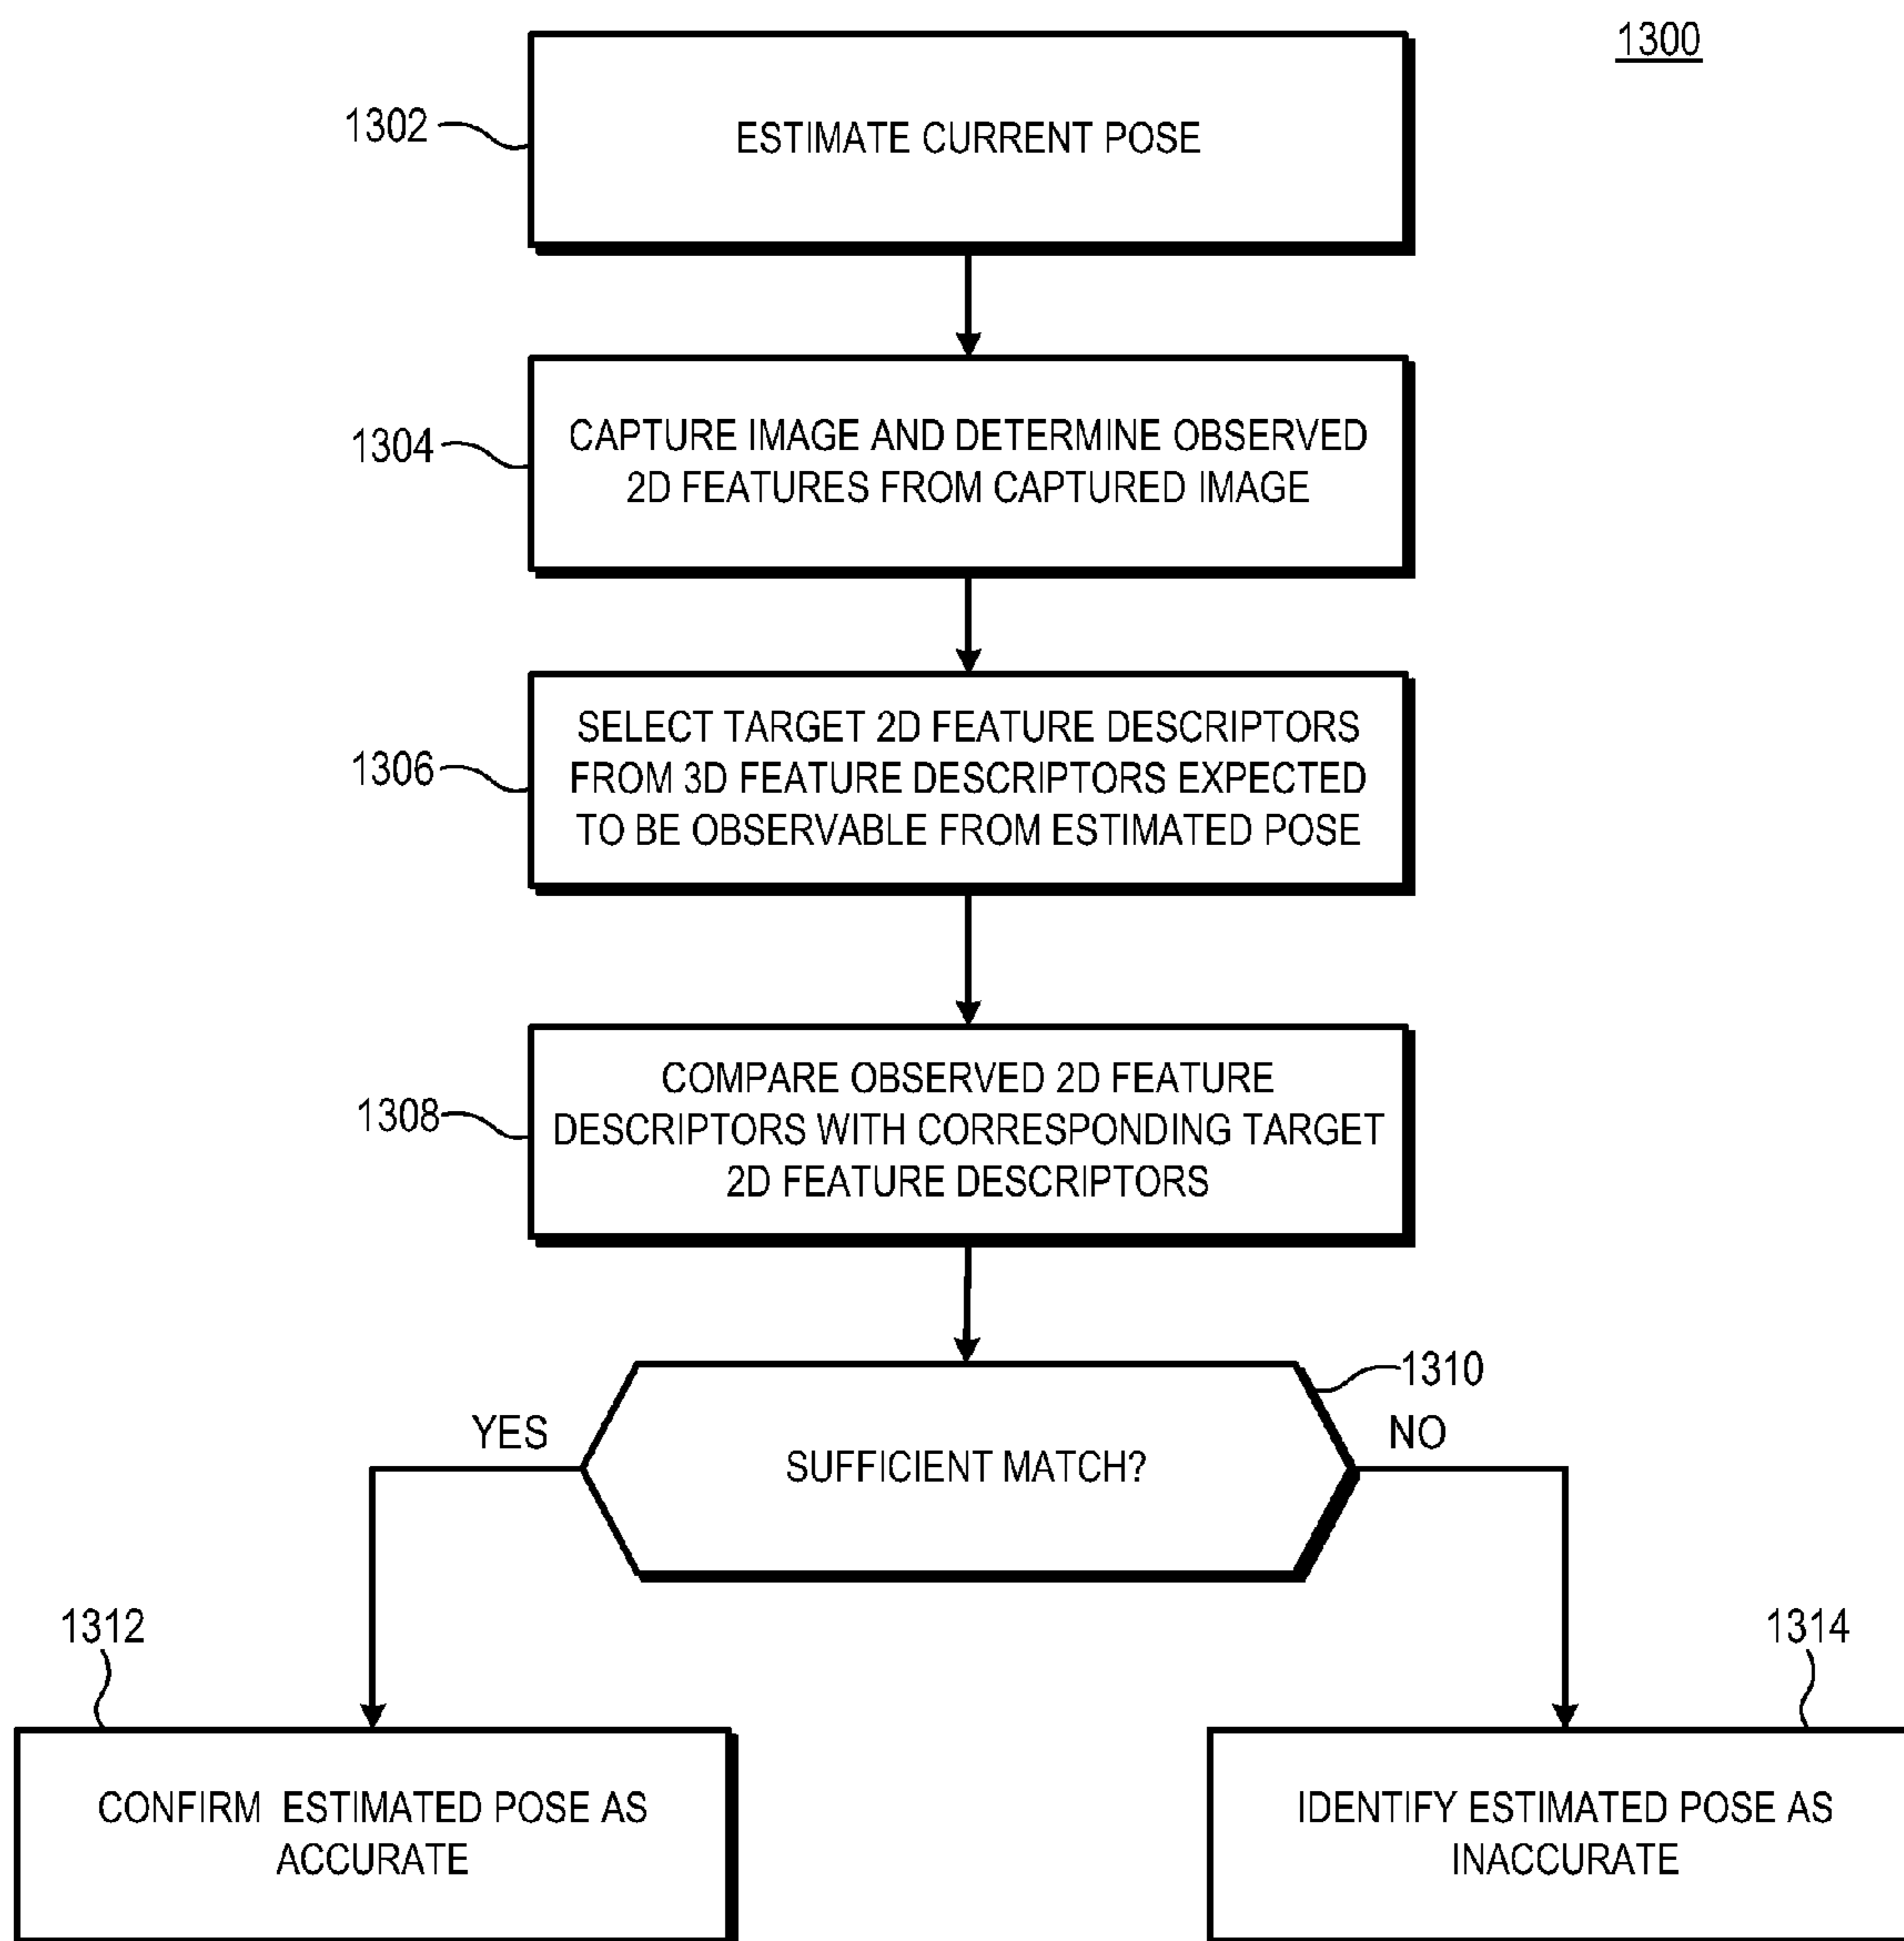 1300
1302
ESTIMATE CURRENT POSE
1304
CAPTURE IMAGE AND DETERMINE OBSERVED
2D FEATURES FROM CAPTURED IMAGE
1306
SELECT TARGET 2D FEATURE DESCRIPTORS
FROM 3D FEATURE DESCRIPTORS EXPECTED
TO BE OBSERVABLE FROM ESTIMATED POSE
1308
COMPARE OBSERVED 2D FEATURE
DESCRIPTORS WITH CORRESPONDING TARGET
2D FEATURE DESCRIPTORS
1310
YES
NO
SUFFICIENT MATCH?
1312
1314
CONFIRM ESTIMATED POSE AS
ACCURATE
IDENTIFY ESTIMATED POSE AS
INACCURATE